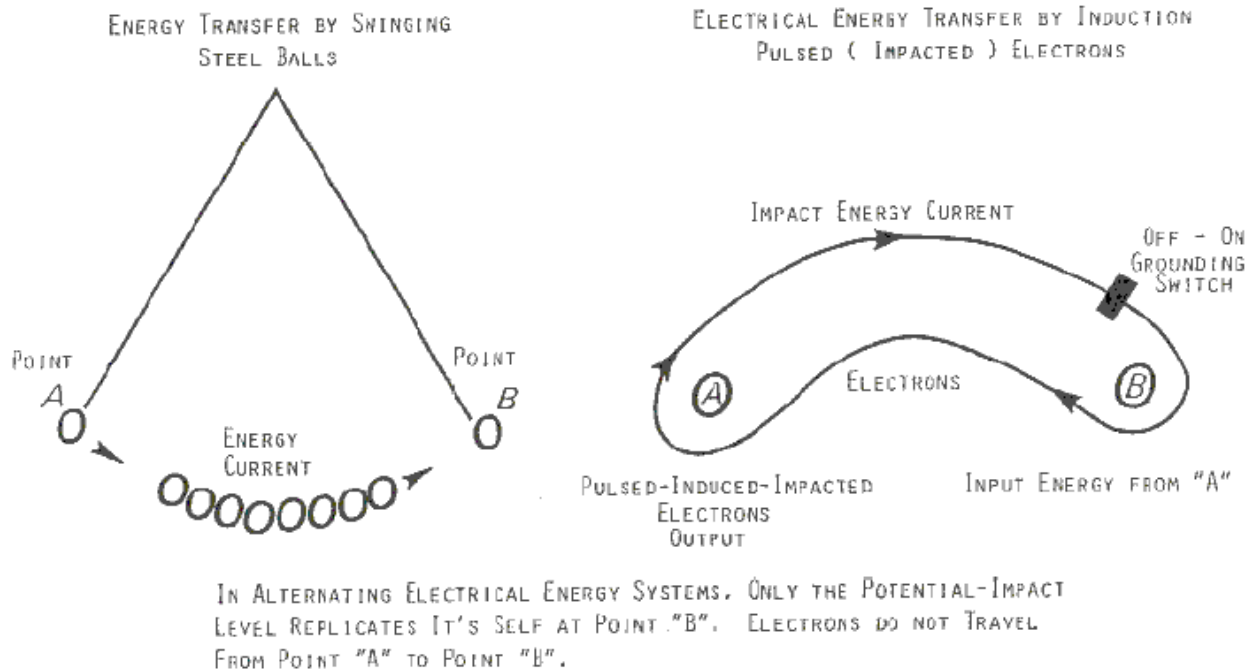 ENERGY TRANSFER BY SWINGING
STEEL BALLS
ELECTRICAL ENERGY TRANSFER BY INDUCTION
PULSED ( IMPACTED ) ELECTRONS
POINT
A
POINT
B
ENERGY
CURRENT
IMPACT ENERGY CURRENT
OFF - ON
GROUNDING
SWITCH
A
ELECTRONS
B
PULSED-INDUCED-IMPACTED
ELECTRONS
OUTPUT
INPUT ENERGY FROM "A"
IN ALTERNATING ELECTRICAL ENERGY SYSTEMS, ONLY THE POTENTIAL-IMPACT
LEVEL REPLICATES IT'S SELF AT POINT "B". ELECTRONS DO NOT TRAVEL
FROM POINT "A" TO POINT "B".